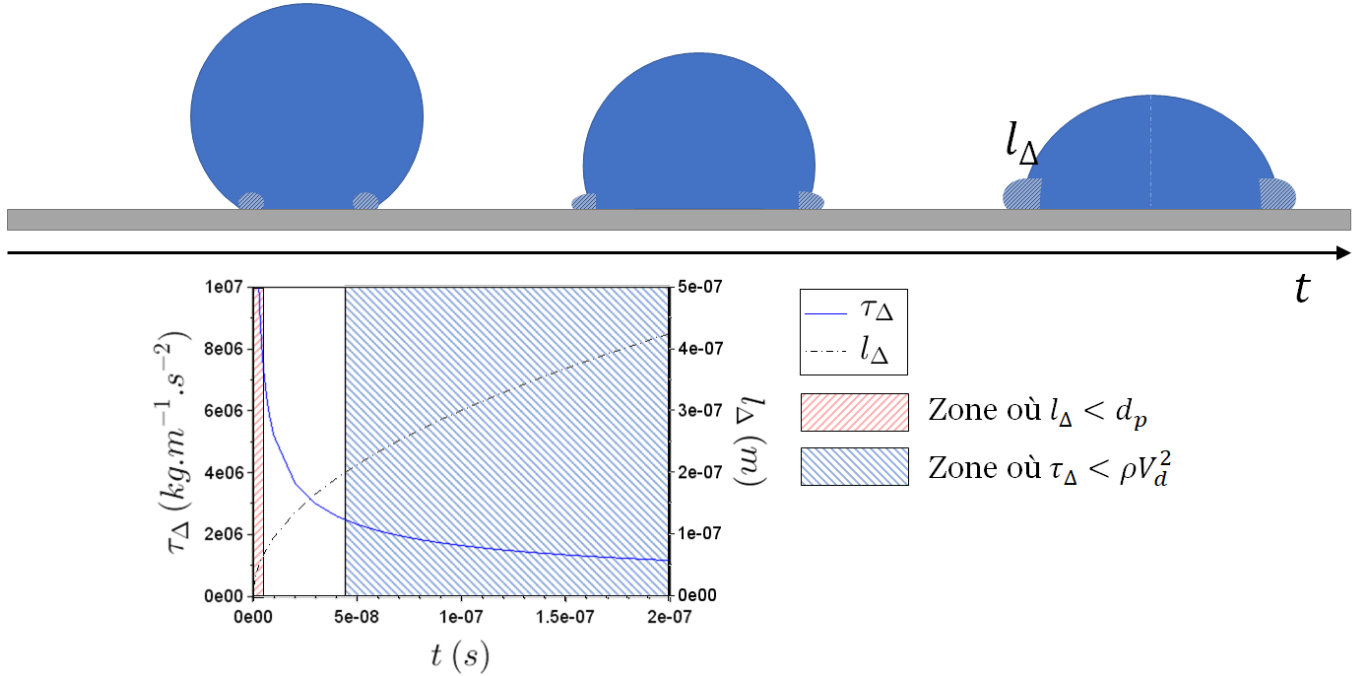 l_Δ
t
1e07
8e06
6e06
4e06
2e06
0e00
τ_Δ (kg.m⁻¹.s⁻²)
5e-07
4e-07
3e-07
2e-07
1e-07
0e00
l_Δ (m)
0e00 5e-08 1e-07 1.5e-07 2e-07
t (s)
τ_Δ
l_Δ
Zone où l_Δ < d_p
Zone où τ_Δ < ρV_d²